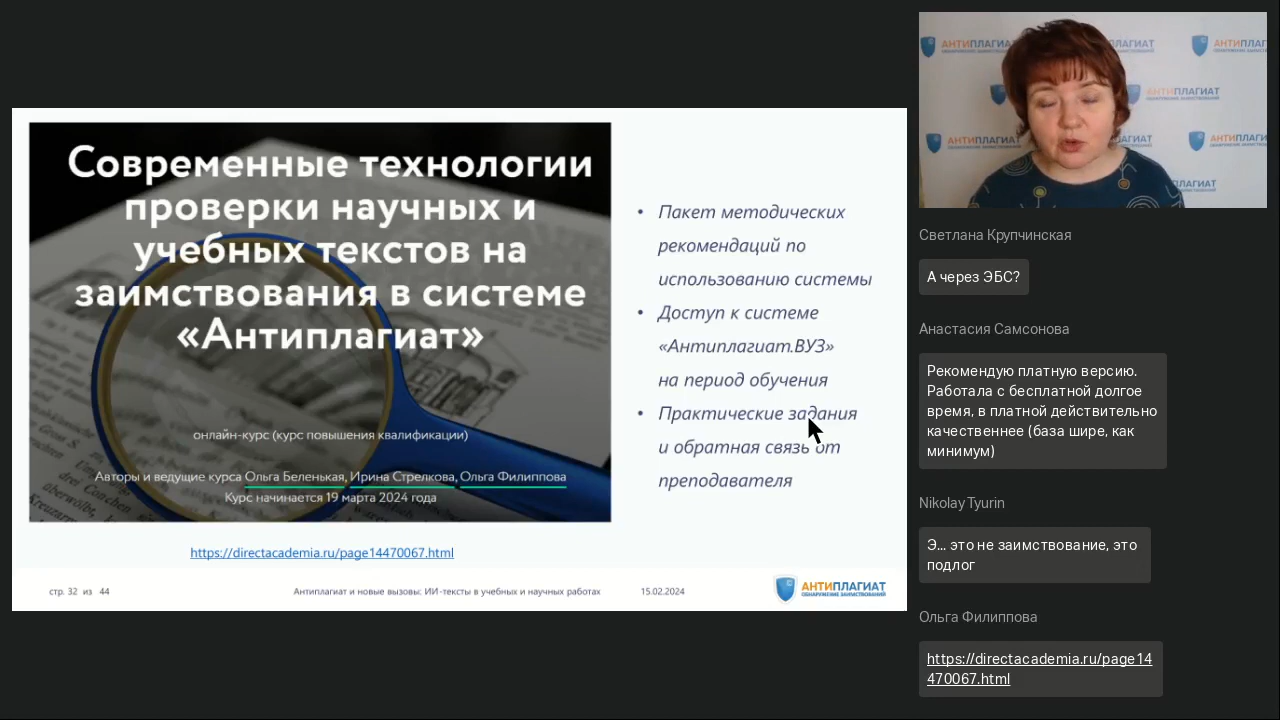 Современные технологии
проверки научных и
учебных текстов на
заимствования в системе
«Антиплагиат»
онлайн-курс (курс повышения квалификации)
Авторы и ведущие курса Ольга Беленькая, Ирина Стрелкова, Ольга Филиппова
Курс начинается 19 марта 2024 года
https://directacademia.ru/page14470067.html
• Пакет методических
рекомендаций по
использованию системы
• Доступ к системе
«Антиплагиат.ВУЗ»
на период обучения
• Практические задания
и обратная связь от
преподавателя
стр. 32 из 44
Антиплагиат и новые вызовы: ИИ-тексты в учебных и научных работах
15.02.2024
АНТИПЛАГИАТ
ОБНАРУЖЕНИЕ ЗАИМСТВОВАНИЙ
Светлана Крупчинская
А через ЭБС?
Анастасия Самсонова
Рекомендую платную версию.
Работала с бесплатной долгое
время, в платной действительно
качественнее (база шире, как
минимум)
Nikolay Tyurin
Э... это не заимствование, это
подлог
Ольга Филиппова
https://directacademia.ru/page14
470067.html